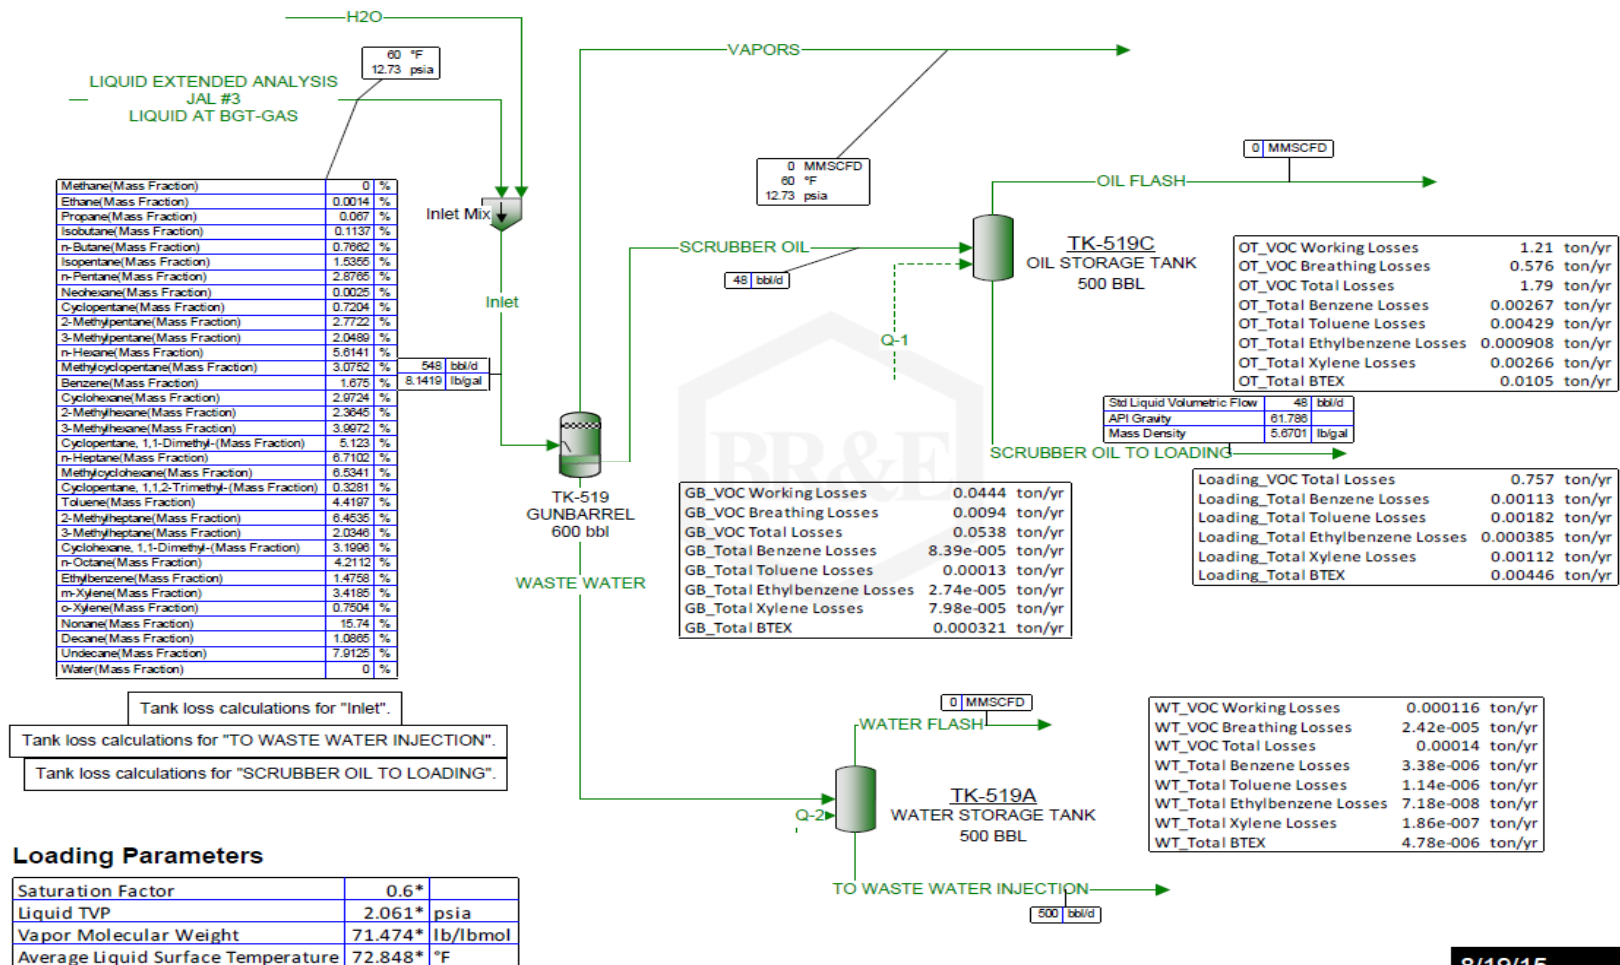 H2O
60 °F
12.73 psia
LIQUID EXTENDED ANALYSIS
JAL #3
LIQUID AT BGT-GAS
VAPORS
0 MMSCFD
60 °F
12.73 psia
0 MMSCFD
OIL FLASH
Methane(Mass Fraction) 0 %
Ethane(Mass Fraction) 0.0014 %
Propane(Mass Fraction) 0.067 %
Isobutane(Mass Fraction) 0.1137 %
n-Butane(Mass Fraction) 0.7662 %
Isopentane(Mass Fraction) 1.5355 %
n-Pentane(Mass Fraction) 2.8765 %
Neohexane(Mass Fraction) 0.0025 %
Cyclopentane(Mass Fraction) 0.7204 %
2-Methylpentane(Mass Fraction) 2.7722 %
3-Methylpentane(Mass Fraction) 2.0489 %
n-Hexane(Mass Fraction) 5.6141 %
Methylcyclopentane(Mass Fraction) 3.0752 %
Benzene(Mass Fraction) 1.675 %
Cyclohexane(Mass Fraction) 2.9724 %
2-Methylhexane(Mass Fraction) 2.3645 %
3-Methylhexane(Mass Fraction) 3.9972 %
Cyclopentane, 1,1-Dimethyl-(Mass Fraction) 5.123 %
n-Heptane(Mass Fraction) 6.7102 %
Methylcyclohexane(Mass Fraction) 6.5341 %
Cyclopentane, 1,1,2-Trimethyl-(Mass Fraction) 0.3281 %
Toluene(Mass Fraction) 4.4197 %
2-Methylheptane(Mass Fraction) 6.4535 %
3-Methylheptane(Mass Fraction) 2.0346 %
Cyclohexane, 1,1-Dimethyl-(Mass Fraction) 3.1996 %
n-Octane(Mass Fraction) 4.2112 %
Ethylbenzene(Mass Fraction) 1.4758 %
m-Xylene(Mass Fraction) 3.4185 %
o-Xylene(Mass Fraction) 0.7504 %
Nonane(Mass Fraction) 15.74 %
Decane(Mass Fraction) 1.0865 %
Undecane(Mass Fraction) 7.9125 %
Water(Mass Fraction) 0 %
Inlet Mix
Inlet
548 bbl/d
8.1419 lb/gal
SCRUBBER OIL
48 bbl/d
Q-1
TK-519C
OIL STORAGE TANK
500 BBL
OT_VOC Working Losses 1.21 ton/yr
OT_VOC Breathing Losses 0.576 ton/yr
OT_VOC Total Losses 1.79 ton/yr
OT_Total Benzene Losses 0.00267 ton/yr
OT_Total Toluene Losses 0.00429 ton/yr
OT_Total Ethylbenzene Losses 0.000908 ton/yr
OT_Total Xylene Losses 0.00266 ton/yr
OT_Total BTEX 0.0105 ton/yr
Std Liquid Volumetric Flow 48 bbl/d
API Gravity 61.786
Mass Density 5.6701 lb/gal
SCRUBBER OIL TO LOADING
BR&E
TK-519
GUNBARREL
600 bbl
GB_VOC Working Losses 0.0444 ton/yr
GB_VOC Breathing Losses 0.0094 ton/yr
GB_VOC Total Losses 0.0538 ton/yr
GB_Total Benzene Losses 8.39e-005 ton/yr
GB_Total Toluene Losses 0.00013 ton/yr
GB_Total Ethylbenzene Losses 2.74e-005 ton/yr
GB_Total Xylene Losses 7.98e-005 ton/yr
GB_Total BTEX 0.000321 ton/yr
Loading_VOC Total Losses 0.757 ton/yr
Loading_Total Benzene Losses 0.00113 ton/yr
Loading_Total Toluene Losses 0.00182 ton/yr
Loading_Total Ethylbenzene Losses 0.000385 ton/yr
Loading_Total Xylene Losses 0.00112 ton/yr
Loading_Total BTEX 0.00446 ton/yr
WASTE WATER
Tank loss calculations for "Inlet".
Tank loss calculations for "TO WASTE WATER INJECTION".
Tank loss calculations for "SCRUBBER OIL TO LOADING".
0 MMSCFD
WATER FLASH
Q-2
TK-519A
WATER STORAGE TANK
500 BBL
WT_VOC Working Losses 0.000116 ton/yr
WT_VOC Breathing Losses 2.42e-005 ton/yr
WT_VOC Total Losses 0.00014 ton/yr
WT_Total Benzene Losses 3.38e-006 ton/yr
WT_Total Toluene Losses 1.14e-006 ton/yr
WT_Total Ethylbenzene Losses 7.18e-008 ton/yr
WT_Total Xylene Losses 1.86e-007 ton/yr
WT_Total BTEX 4.78e-006 ton/yr
TO WASTE WATER INJECTION
500 bbl/d
Loading Parameters
Saturation Factor 0.6*
Liquid TVP 2.061* psia
Vapor Molecular Weight 71.474* lb/lbmol
Average Liquid Surface Temperature 72.848* °F
8/19/15